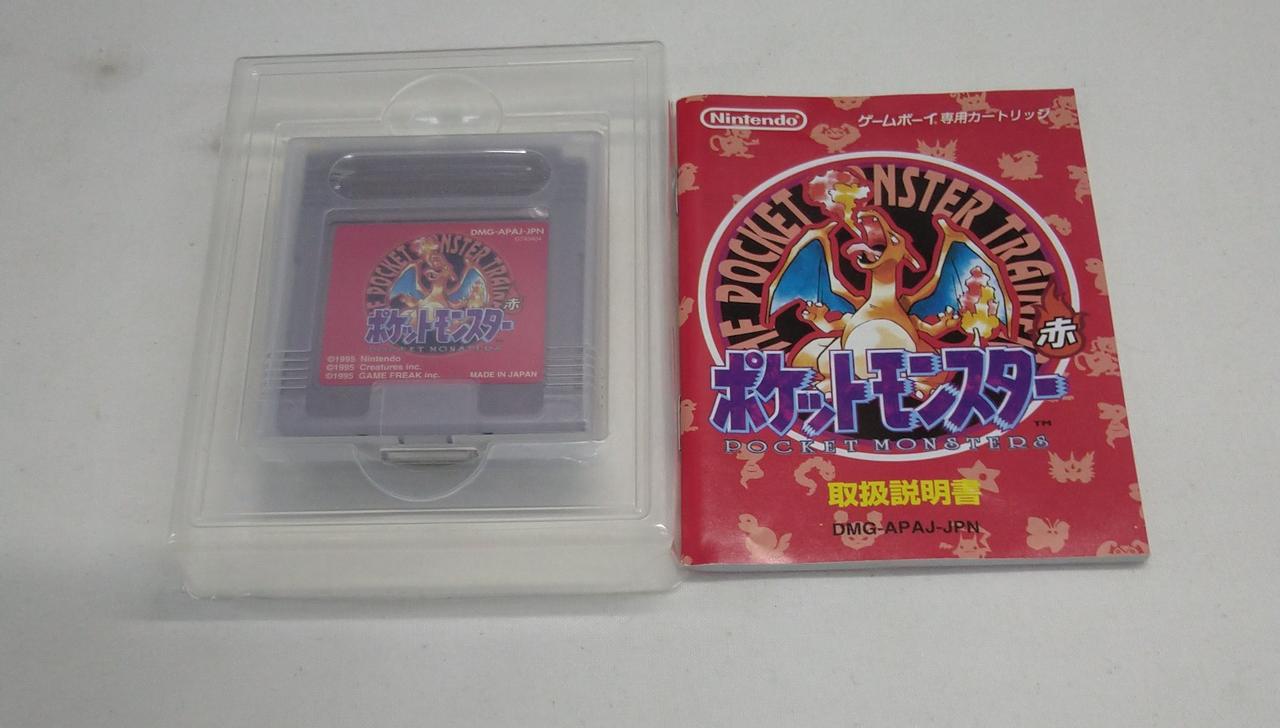 DMG-APAJ-JPN
POCKET MONSTER TRAINE
赤
ポケットモンスター
POCKET MONSTERS
©1995 Nintendo
©1995 Creatures inc.
©1995 GAME FREAK inc.
MADE IN JAPAN
Nintendo
ゲームボーイ専用カートリッジ
POCKET MONSTER TRAINE
赤
ポケットモンスター
TM
POCKET MONSTERS
取扱説明書
DMG-APAJ-JPN